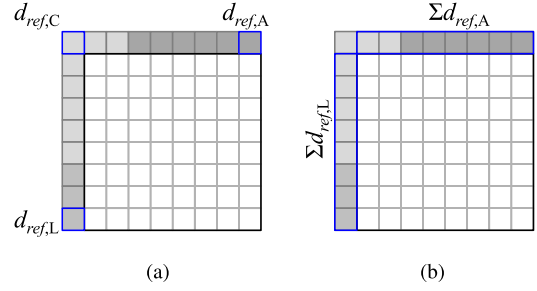 d_ref,C d_ref,A Σd_ref,A
Σd_ref,L
d_ref,L
(a) (b)